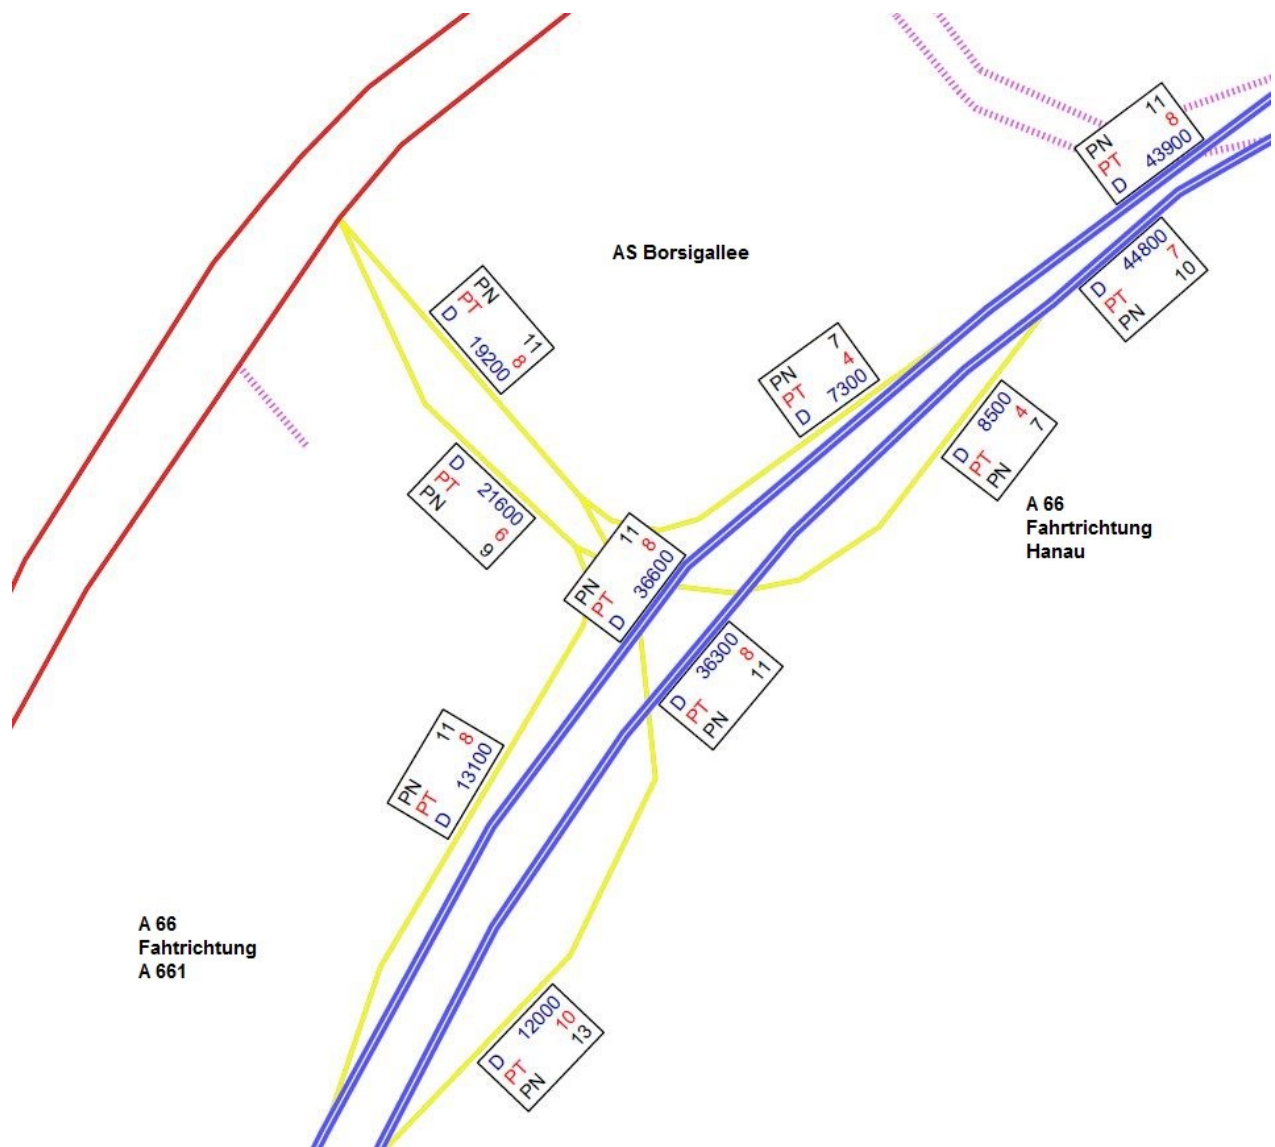 PN 11
PT 8
D 43900
D 44800
PT 7
PN 10
AS Borsigallee
PN 11
PT 8
D 19200
PN 7
PT 4
D 7300
D 8500
PT 4
PN 7
D 21600
PT 6
PN 9
A 66
Fahrtrichtung
Hanau
PN 11
PT 8
D 36600
D 36300
PT 8
PN 11
PN 11
PT 8
D 13100
A 66
Fahtrichtung
A 661
D 12000
PT 10
PN 13